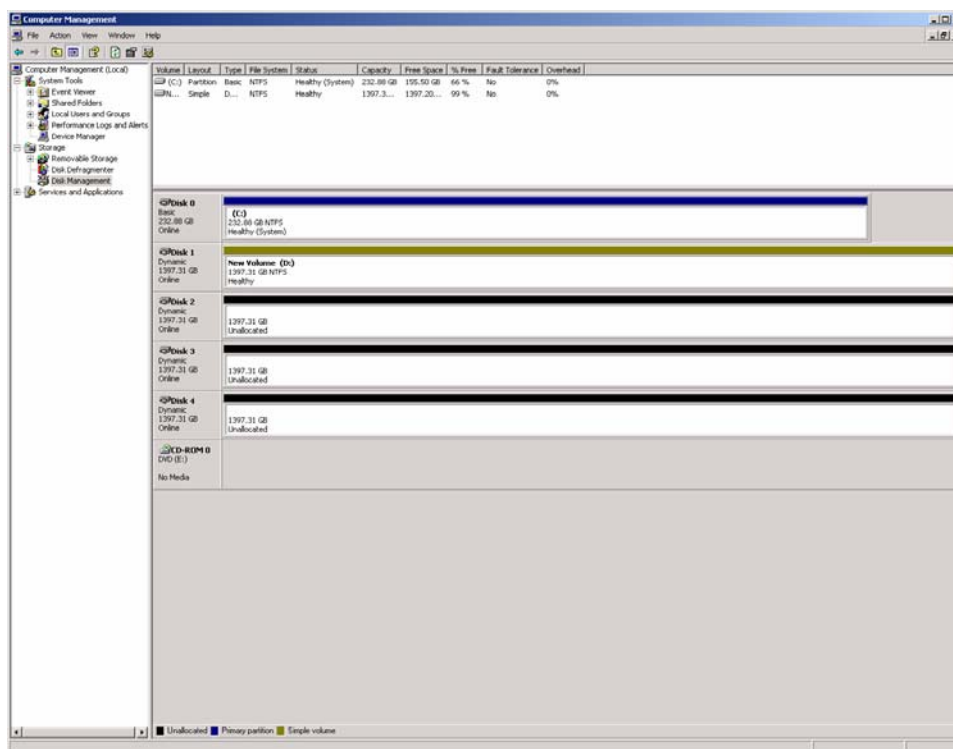 Computer Management
File Action View Window Help
Computer Management (Local)
System Tools
Event Viewer
Shared Folders
Local Users and Groups
Performance Logs and Alerts
Device Manager
Storage
Removable Storage
Disk Defragmenter
Disk Management
Services and Applications
Volume Layout Type File System Status Capacity Free Space % Free Fault Tolerance Overhead
(C:) Partition Basic NTFS Healthy (System) 232.88 GB 155.50 GB 66 % No 0%
N... Simple D... NTFS Healthy 1397.3... 1397.20... 99 % No 0%
Disk 0
Basic
232.88 GB
Online
(C:)
232.88 GB NTFS
Healthy (System)
Disk 1
Dynamic
1397.31 GB
Online
New Volume (D:)
1397.31 GB NTFS
Healthy
Disk 2
Dynamic
1397.31 GB
Online
1397.31 GB
Unallocated
Disk 3
Dynamic
1397.31 GB
Online
1397.31 GB
Unallocated
Disk 4
Dynamic
1397.31 GB
Online
1397.31 GB
Unallocated
CD-ROM 0
DVD (E:)
No Media
Unallocated Primary partition Simple volume